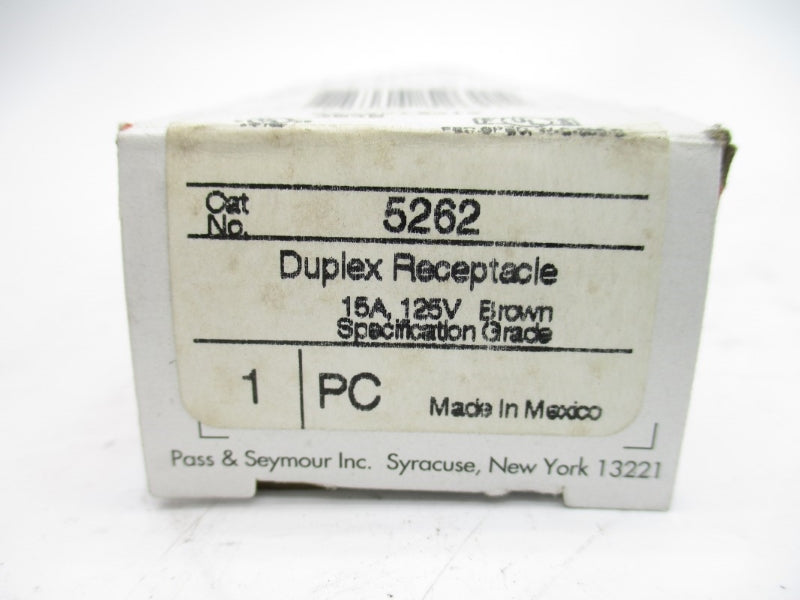 Cat
No. 5262
Duplex Receptacle
15A, 125V Brown
Specification Grade
1 PC Made In Mexico
Pass & Seymour Inc. Syracuse, New York 13221